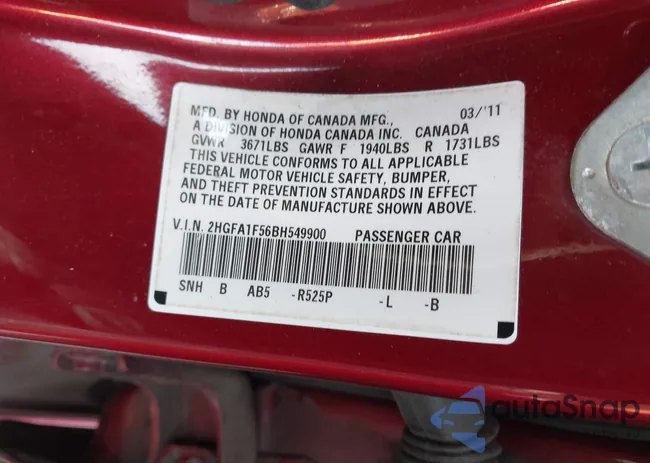 MFD. BY HONDA OF CANADA MFG., 03/'11
A DIVISION OF HONDA CANADA INC. CANADA
GVWR 3671LBS GAWR F 1940LBS R 1731LBS
THIS VEHICLE CONFORMS TO ALL APPLICABLE
FEDERAL MOTOR VEHICLE SAFETY, BUMPER,
AND THEFT PREVENTION STANDARDS IN EFFECT
ON THE DATE OF MANUFACTURE SHOWN ABOVE.
V.I.N. 2HGFA1F56BH549900 PASSENGER CAR
SNH B AB5 -R525P -L -B
autoSnap